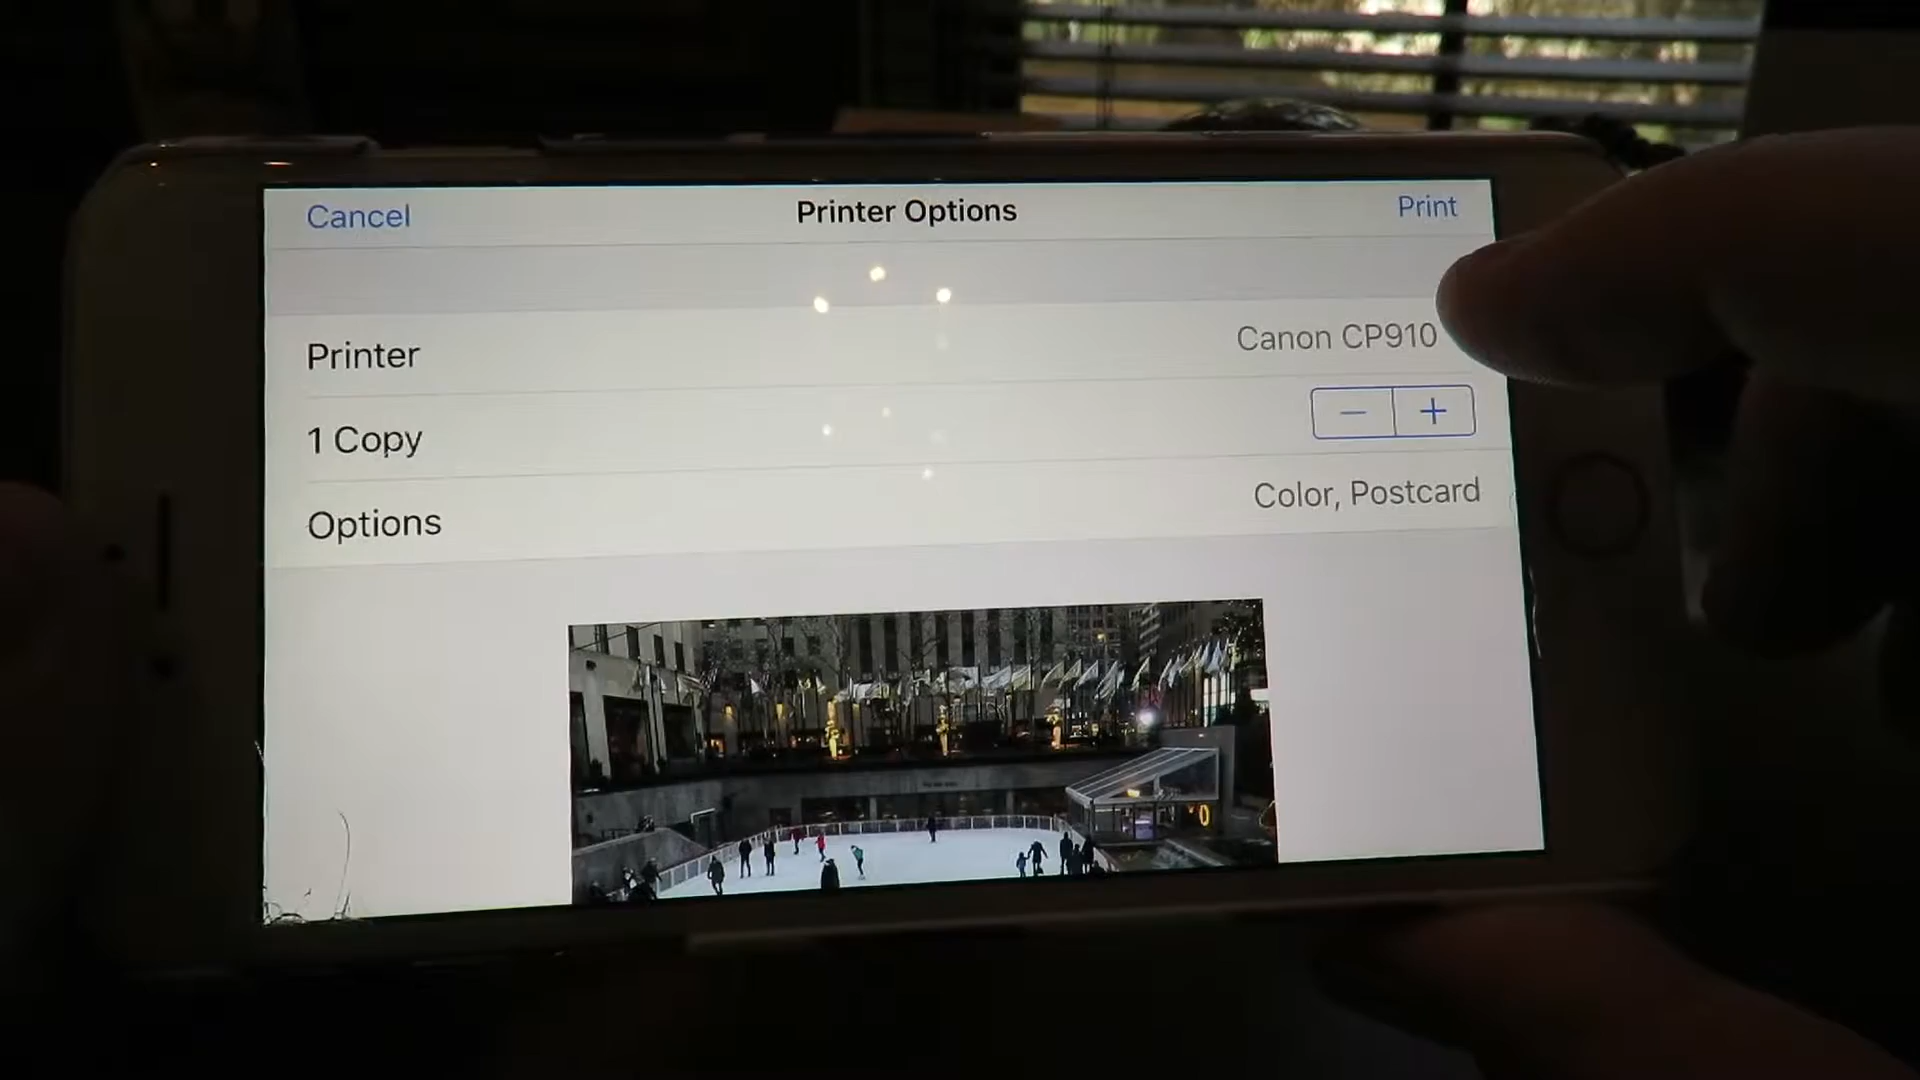 Cancel Printer Options Print
Printer Canon CP910
1 Copy − +
Options Color, Postcard